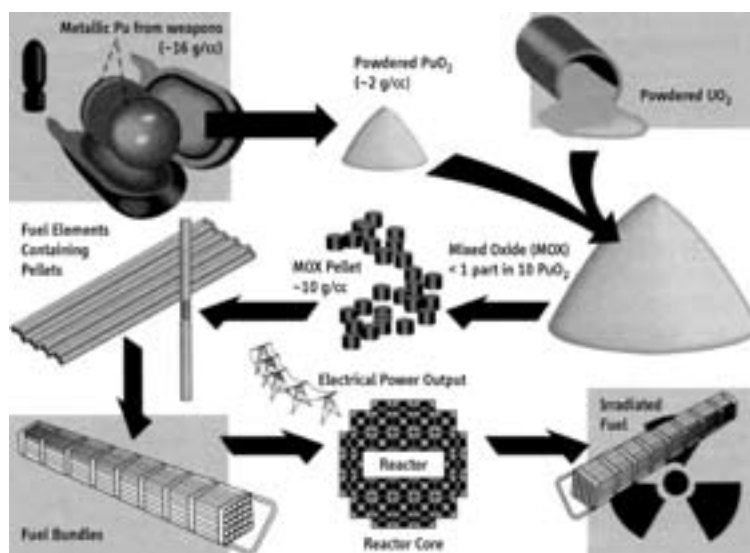 Metallic Pu from weapons
(~16 g/cc)
Powdered PuO₂
(~2 g/cc)
Powdered UO₂
Fuel Elements
Containing
Pellets
MOX Pellet
~10 g/cc
Mixed Oxide (MOX)
< 1 part in 10 PuO₂
Electrical Power Output
Irradiated
Fuel
Reactor
Fuel Bundles
Reactor Core